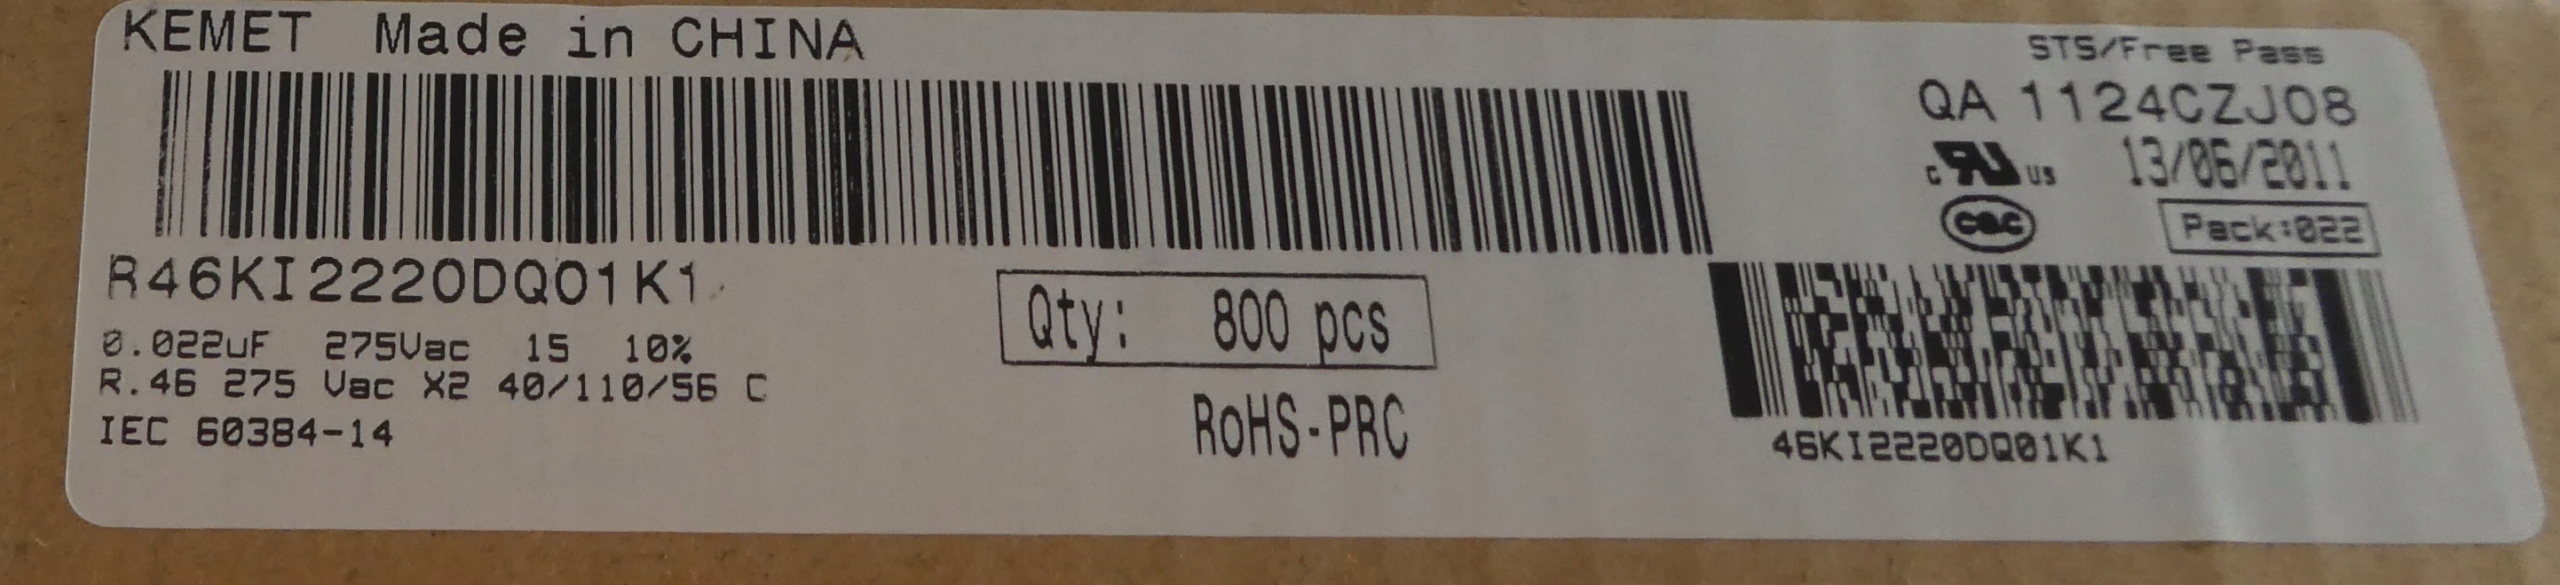 KEMET Made in CHINA
STS/Free Pass
QA 1124CZJ08
c RU us 13/06/2011
CQC
Pack:022
R46KI2220DQ01K1
Qty: 800 pcs
0.022uF 275Vac 15 10%
R.46 275 Vac X2 40/110/56 C
IEC 60384-14
RoHS-PRC
46KI2220DQ01K1